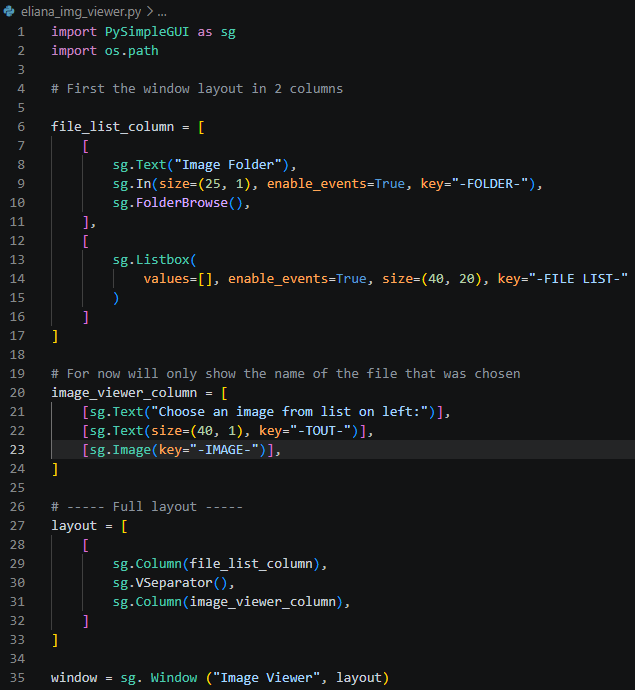 eliana_img_viewer.py > ...
1 import PySimpleGUI as sg
2 import os.path
3
4 # First the window layout in 2 columns
5
6 file_list_column = [
7     [
8         sg.Text("Image Folder"),
9         sg.In(size=(25, 1), enable_events=True, key="-FOLDER-"),
10         sg.FolderBrowse(),
11     ],
12     [
13         sg.Listbox(
14             values=[], enable_events=True, size=(40, 20), key="-FILE LIST-"
15         )
16     ]
17 ]
18
19 # For now will only show the name of the file that was chosen
20 image_viewer_column = [
21     [sg.Text("Choose an image from list on left:")],
22     [sg.Text(size=(40, 1), key="-TOUT-")],
23     [sg.Image(key="-IMAGE-")],
24 ]
25
26 # ----- Full layout -----
27 layout = [
28     [
29         sg.Column(file_list_column),
30         sg.VSeparator(),
31         sg.Column(image_viewer_column),
32     ]
33 ]
34
35 window = sg. Window ("Image Viewer", layout)